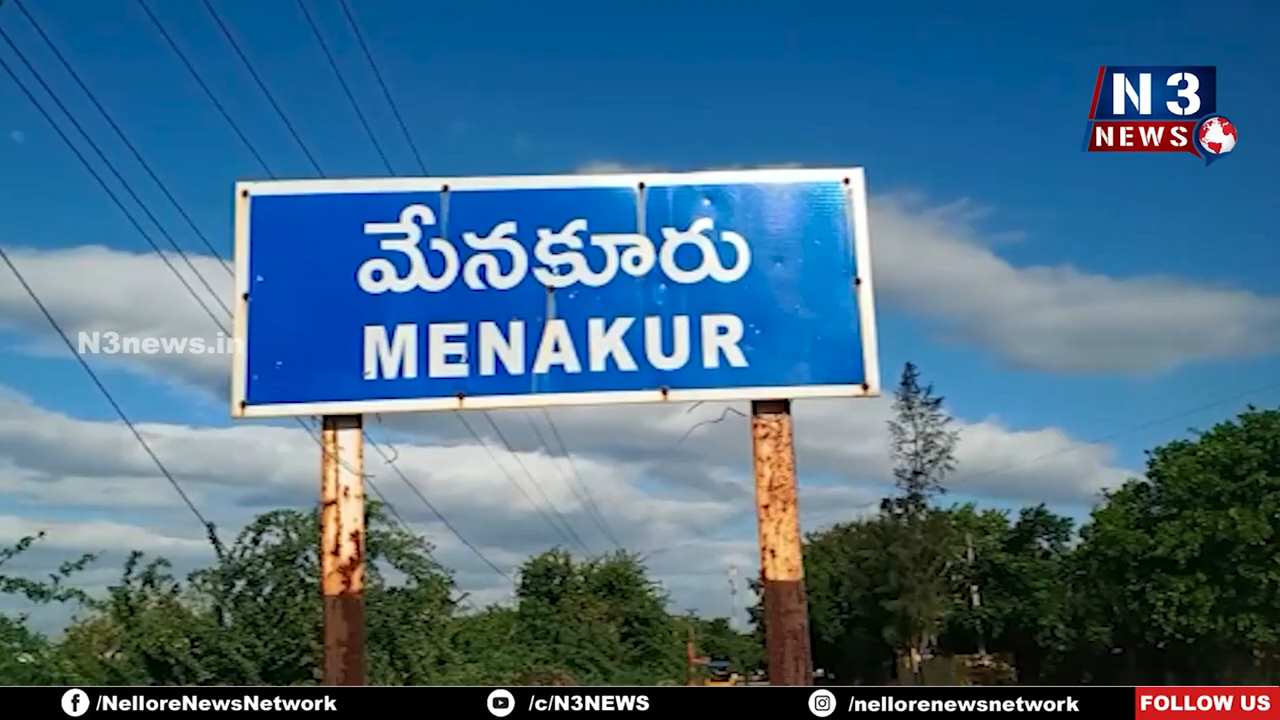 N3
NEWS
మేనకూరు
MENAKUR
N3news.in
/NelloreNewsNetwork
/c/N3NEWS
/nellorenewsnetwork
FOLLOW US